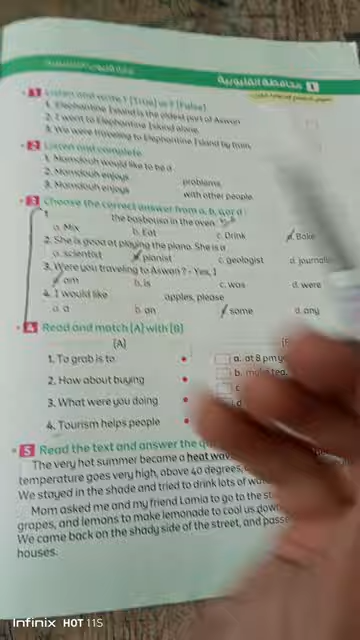 1 محافظة القليوبية
1 Listen and write T (True) or F (False)
1. Elephantine Island is the oldest part of Aswan
2. I went to Elephantine Island alone.
3. We were traveling to Elephantine Island by train.
2 Listen and complete
1. Mamdouh would like to be a
2. Mamdouh enjoys problems.
3. Mamdouh enjoys with other people.
3 Choose the correct answer from a, b, c or d
1. the basbousa in the oven.
a. Mix b. Eat c. Drink d. Bake
2. She is good at playing the piano. She is a
a. scientist b. pianist c. geologist d. journalis
3. Were you traveling to Aswan? - Yes, I
a. am b. is c. was d. were
4. I would like apples, please
a. a b. an c. some d. any
4 Read and match (A) with (B)
(A)
1. To grab is to a. at 8 pm y
2. How about buying b.
3. What were you doing c
4. Tourism helps people d
5 Read the text and answer the
The very hot summer became a heat wav
temperature goes very high, above 40 degrees,
We stayed in the shade and tried to drink lots of wat
Mom asked me and my friend Lamia to go to the st
grapes, and lemons to make lemonade to cool us down
We came back on the shady side of the street, and passe
houses.
Infinix HOT 11S